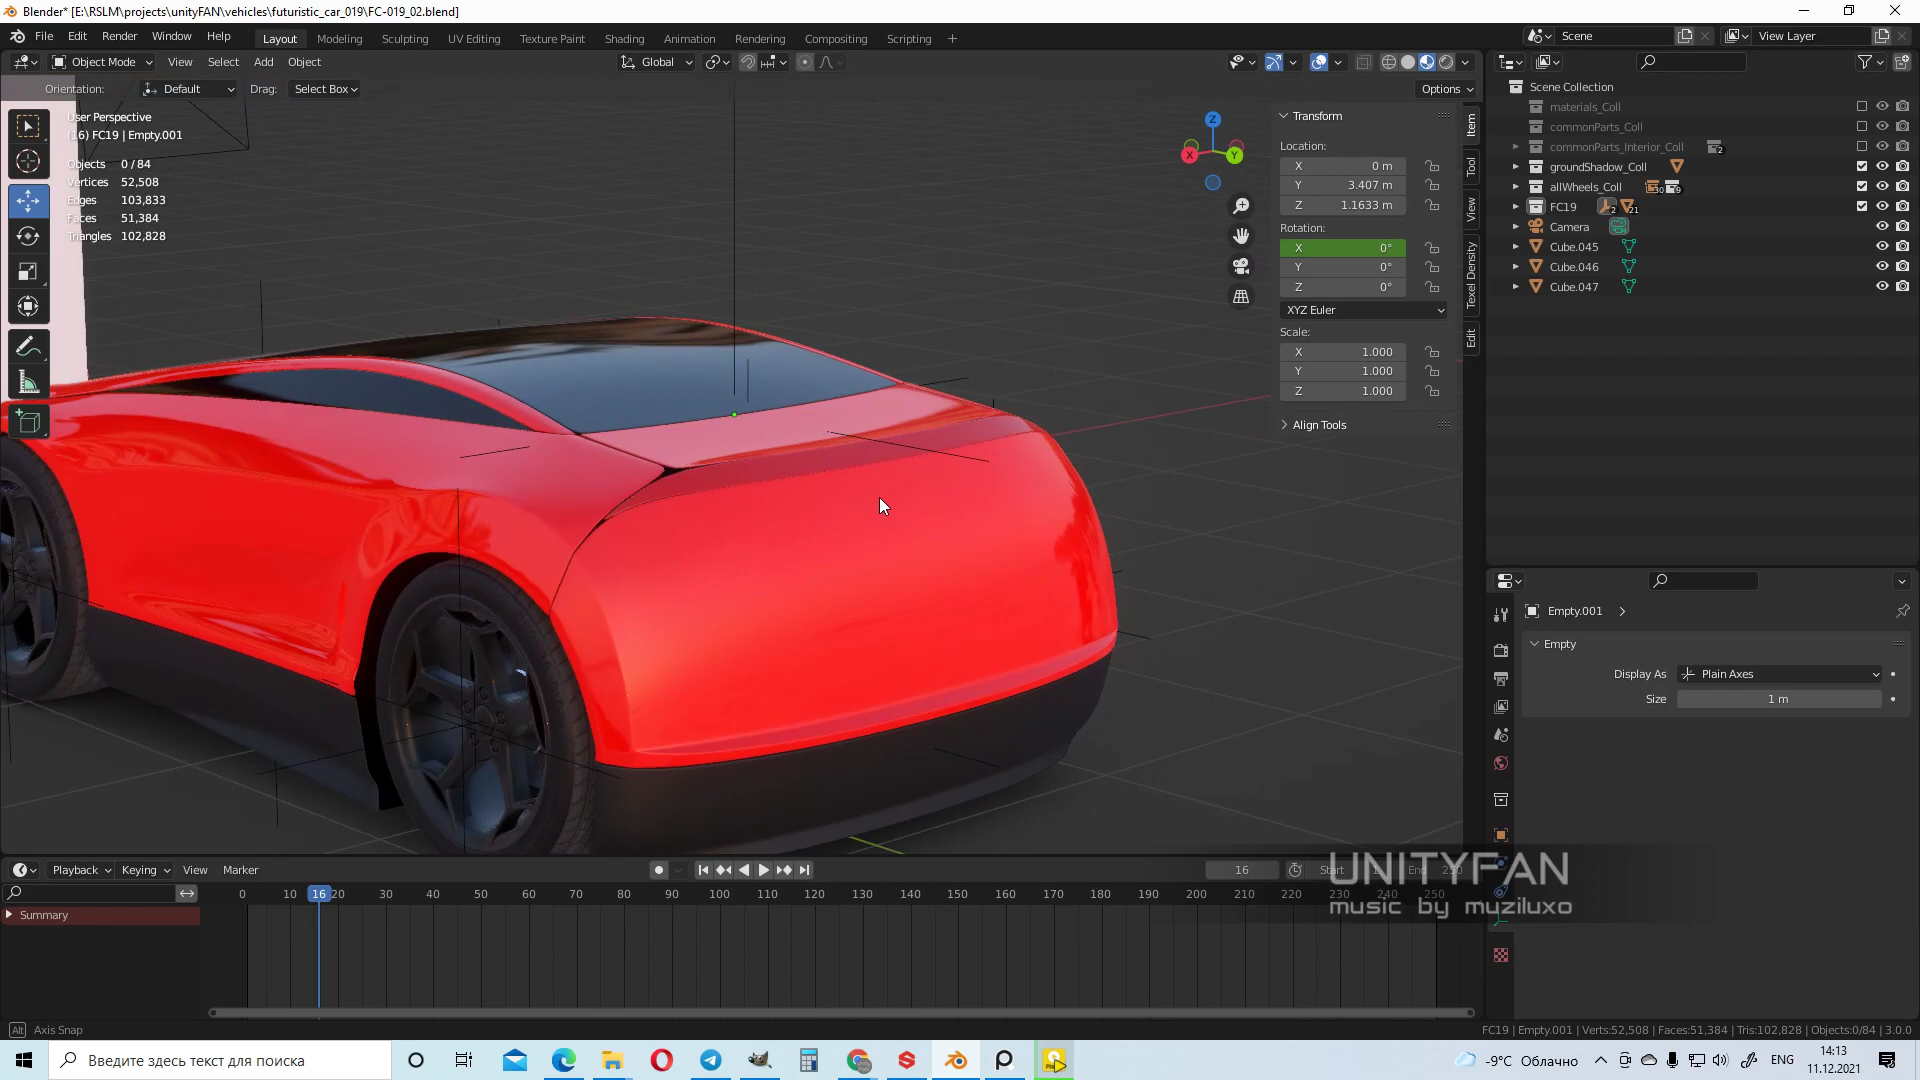 Blender* [E:\RSLM\projects\unityFAN\vehicles\futuristic_car_019\FC-019_02.blend]
File Edit Render Window Help
Layout Modeling Sculpting UV Editing Texture Paint Shading Animation Rendering Compositing Scripting +
Scene
View Layer
Object Mode View Select Add Object
Global
Orientation: Default Drag: Select Box
Options
User Perspective
(16) FC19 | Empty.001
Objects 0 / 84
Vertices 52,508
Edges 103,833
Faces 51,384
Triangles 102,828
Z
X
Y
Transform
Location:
X 0 m
Y 3.407 m
Z 1.1633 m
Rotation:
X 0°
Y 0°
Z 0°
XYZ Euler
Scale:
X 1.000
Y 1.000
Z 1.000
Align Tools
Item
Tool
View
Texel Density
Edit
Scene Collection
materials_Coll
commonParts_Coll
commonParts_Interior_Coll 2
groundShadow_Coll
allWheels_Coll 30 9
FC19 2 21
Camera
Cube.045
Cube.046
Cube.047
Empty.001
Empty
Display As Plain Axes
Size 1 m
Playback Keying View Marker
16
Start 1 End 250
0 10 16 20 30 40 50 60 70 80 90 100 110 120 130 140 150 160 170 180 190 200 210 220 230 240 250
Summary
UNITYFAN
music by muziluxo
Alt Axis Snap
FC19 | Empty.001 | Verts:52,508 | Faces:51,384 | Tris:102,828 | Objects:0/84 | 3.0.0
Введите здесь текст для поиска
-9°C Облачно
ENG
14:13
11.12.2021